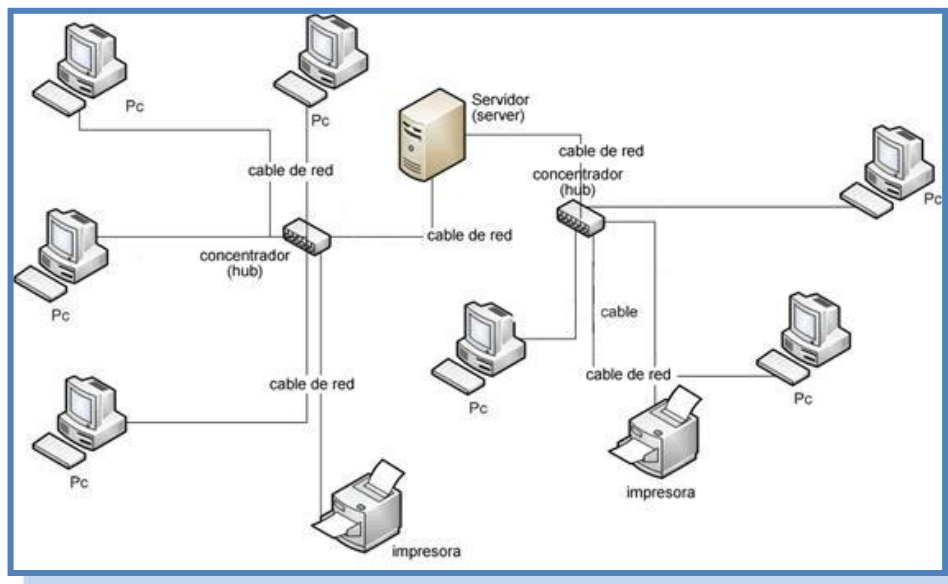 Pc
Pc
Servidor
(server)
cable de red
cable de red
concentrador
(hub)
Pc
cable de red
concentrador
(hub)
Pc
cable
cable de red
cable de red
Pc
Pc
Pc
impresora
impresora